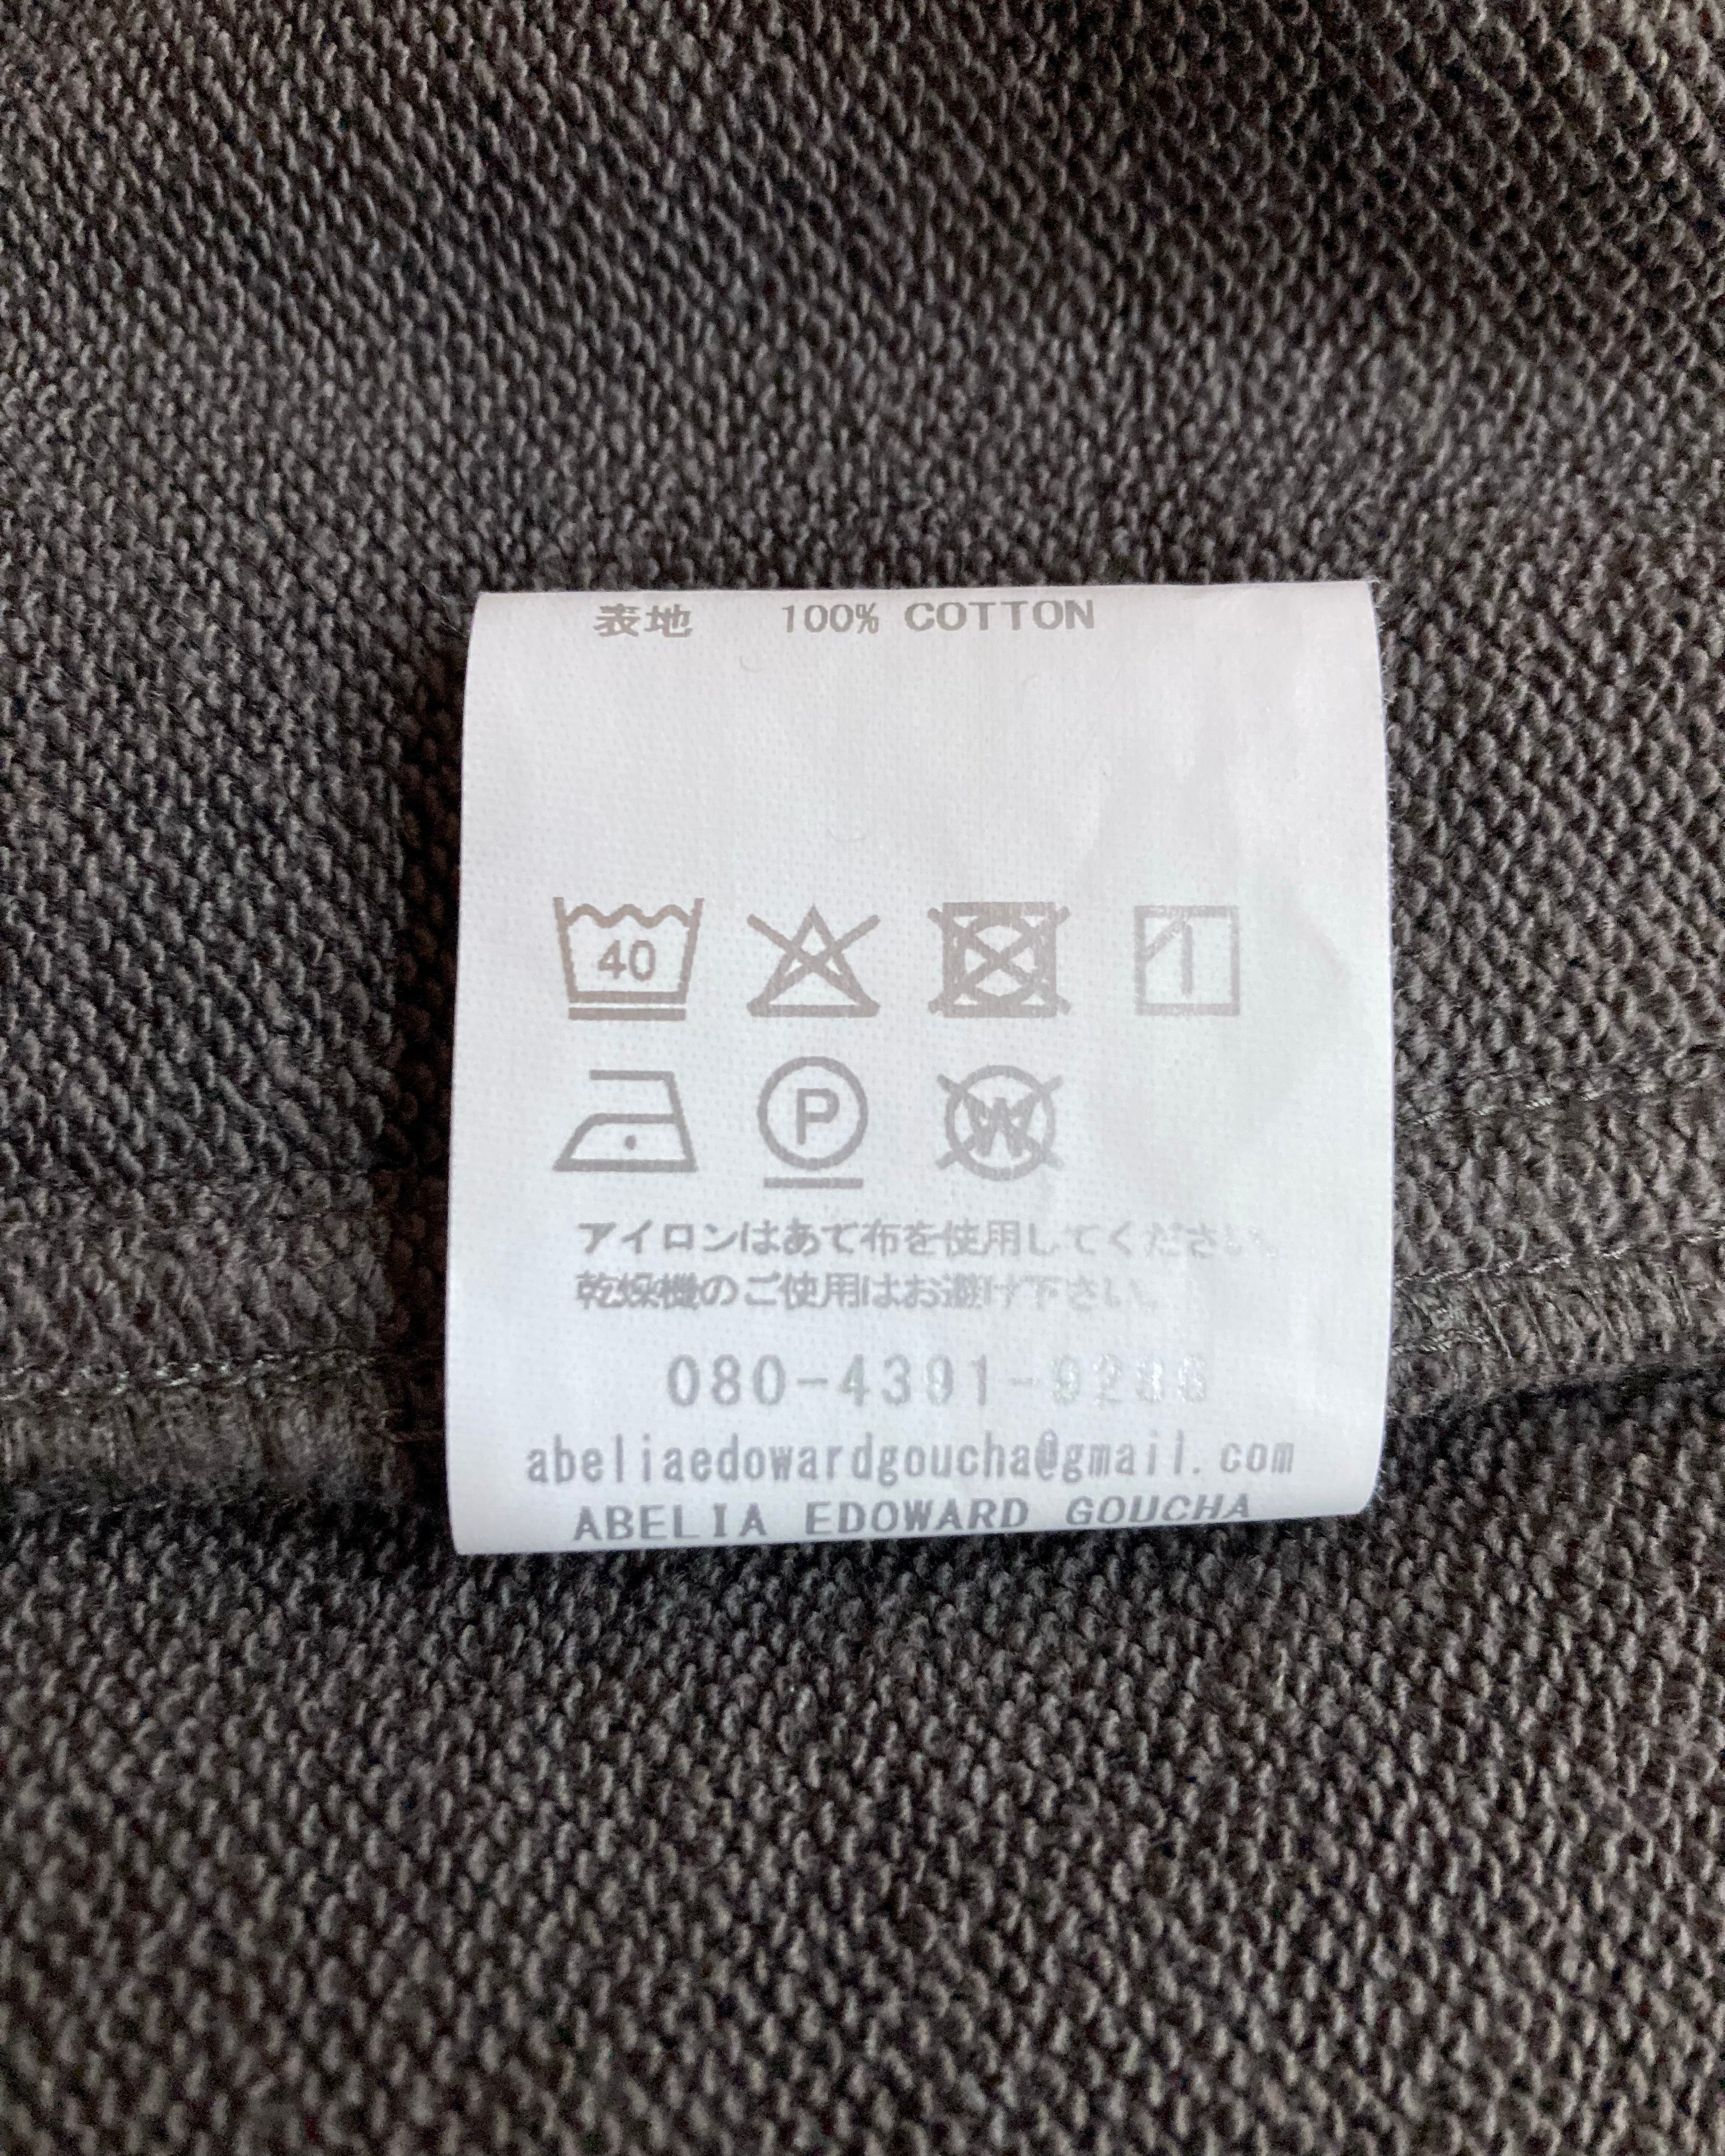 表地 100% COTTON
40
P
W
アイロンはあて布を使用してください。
乾燥機のご使用はお避け下さい。
080-4391-
abeliaedowardgoucha@gmail.com
ABELIA EDOWARD GOUCHA